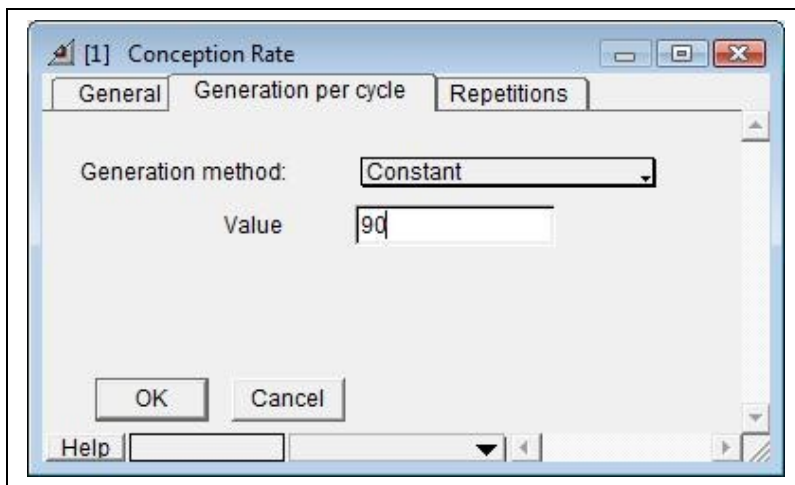 [1] Conception Rate
General Generation per cycle Repetitions
Generation method: Constant
Value 90
OK Cancel
Help